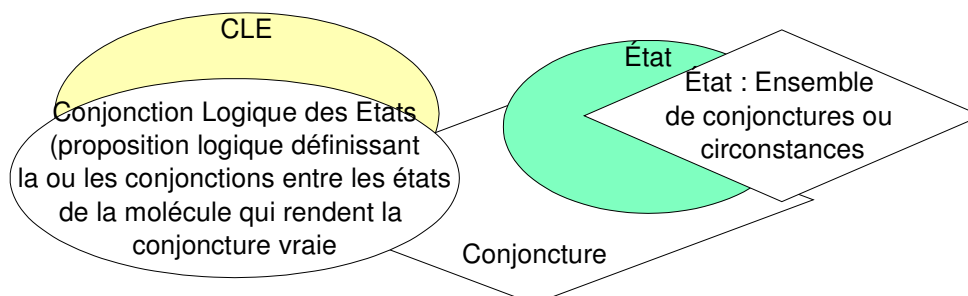 CLE
Conjonction Logique des Etats
(proposition logique définissant
la ou les conjonctions entre les états
de la molécule qui rendent la
conjoncture vraie
État
État : Ensemble
de conjonctures ou
circonstances
Conjoncture